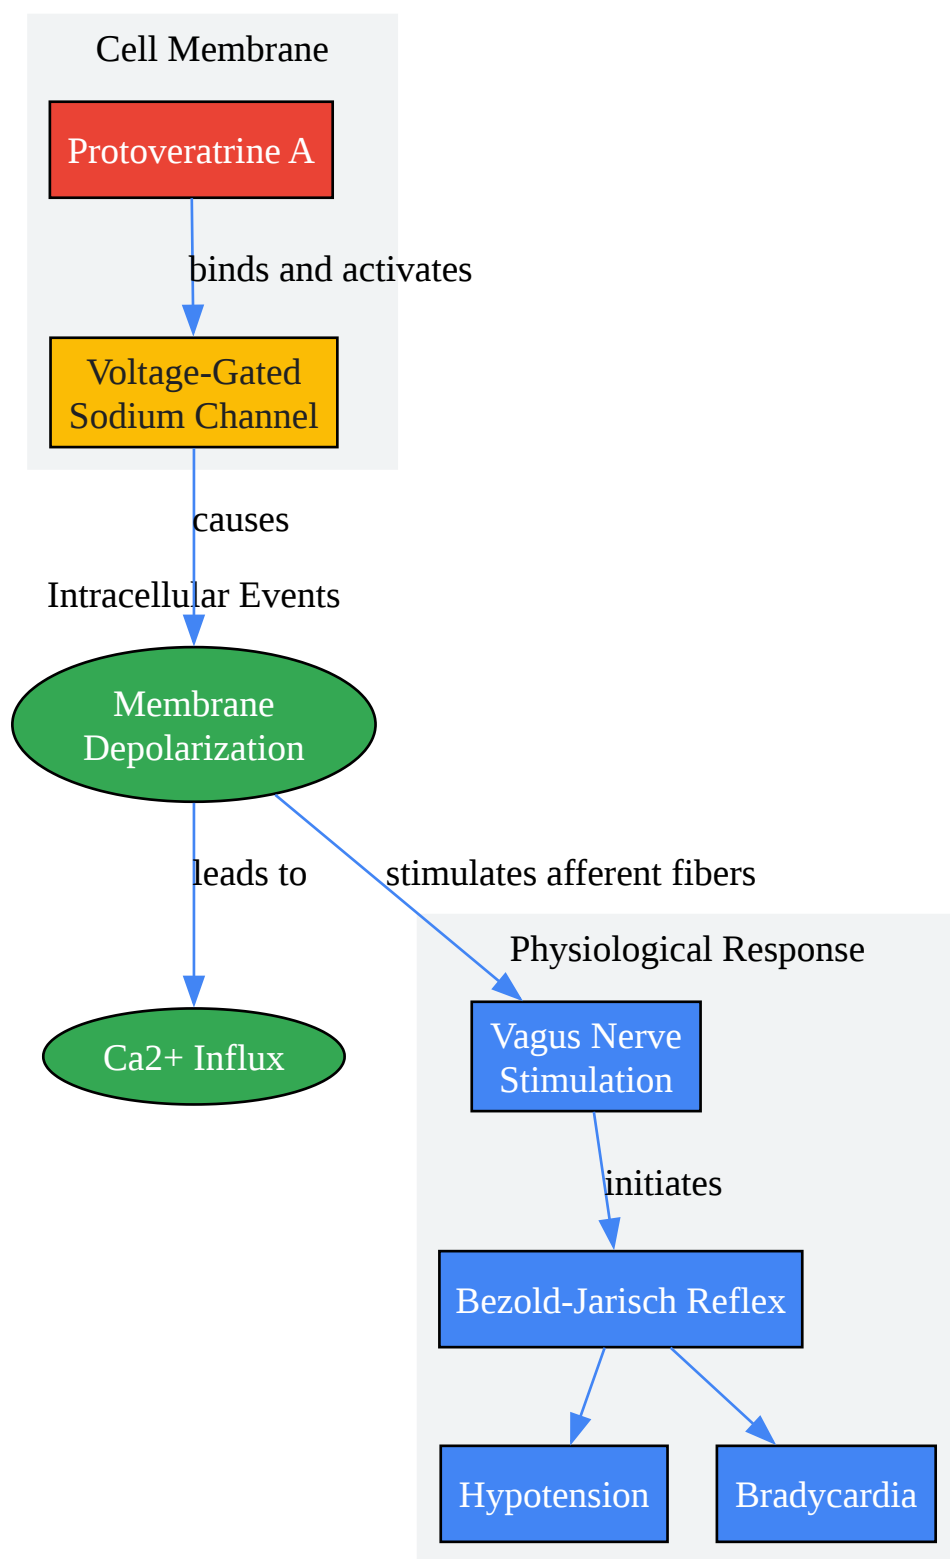 Cell Membrane
Protoveratrine A
binds and activates
Voltage-Gated
Sodium Channel
causes
Intracellular Events
Membrane
Depolarization
leads to
stimulates afferent fibers
Physiological Response
Vagus Nerve
Stimulation
Ca2+ Influx
initiates
Bezold-Jarisch Reflex
Hypotension
Bradycardia